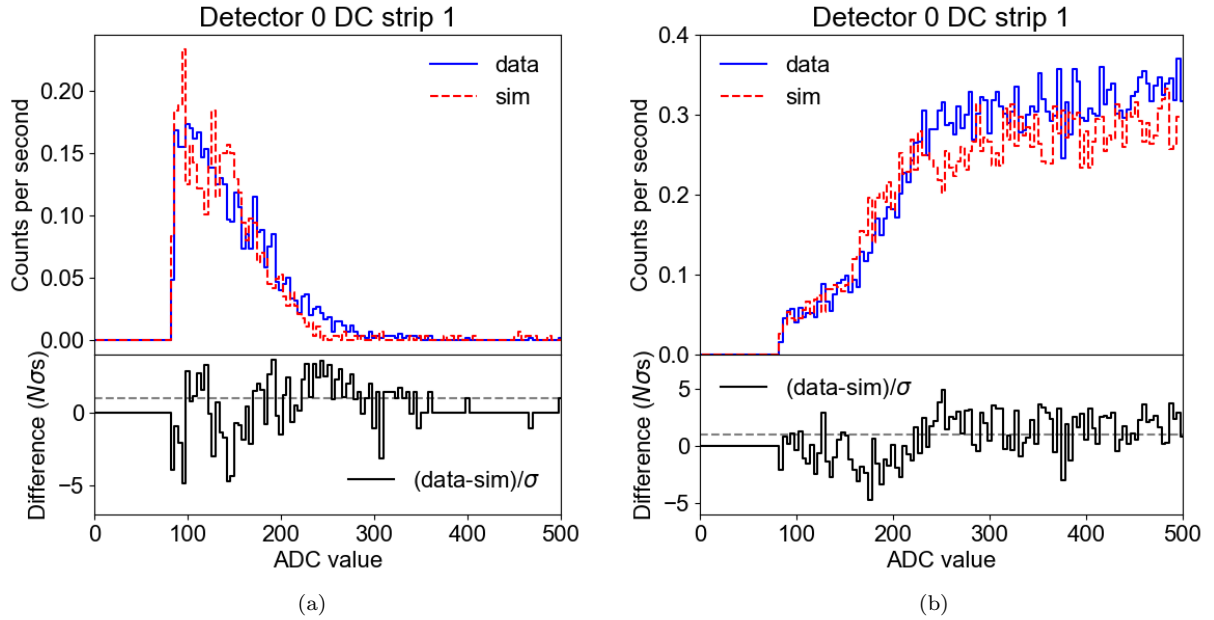 Detector 0 DC strip 1
data
sim
Counts per second
0.20
0.15
0.10
0.05
0.00
Difference (Nσs)
0
−5
(data-sim)/σ
0 100 200 300 400 500
ADC value
(a)
Detector 0 DC strip 1
data
sim
Counts per second
0.4
0.3
0.2
0.1
0.0
Difference (Nσs)
5
0
−5
(data-sim)/σ
0 100 200 300 400 500
ADC value
(b)